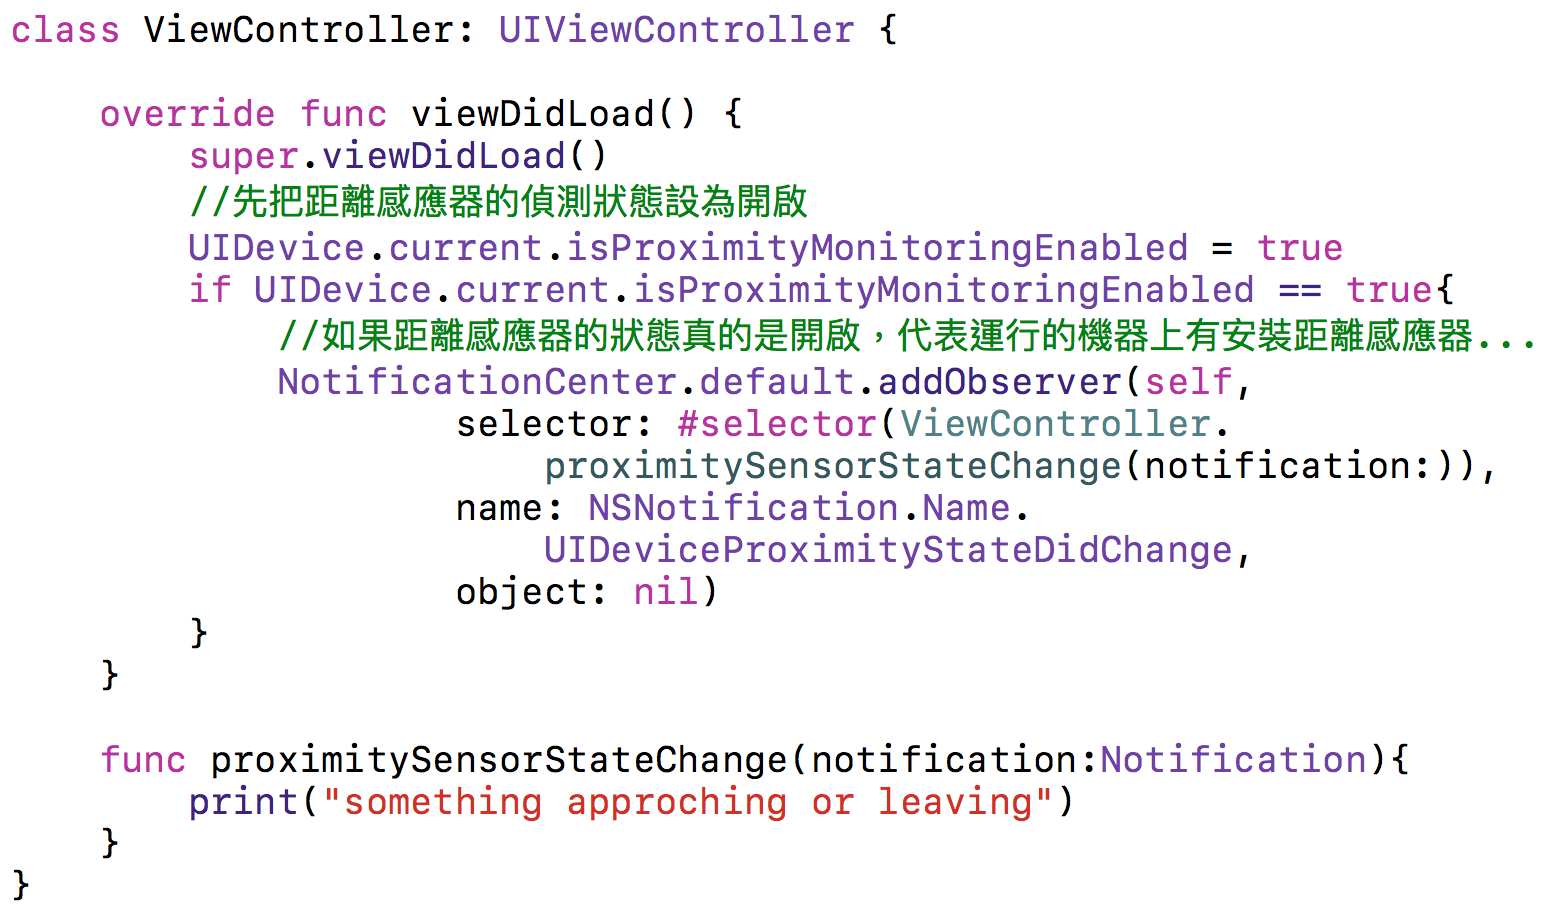 class ViewController: UIViewController {
    override func viewDidLoad() {
        super.viewDidLoad()
        //先把距離感應器的偵測狀態設為開啟
        UIDevice.current.isProximityMonitoringEnabled = true
        if UIDevice.current.isProximityMonitoringEnabled == true{
            //如果距離感應器的狀態真的是開啟，代表運行的機器上有安裝距離感應器...
            NotificationCenter.default.addObserver(self,
                    selector: #selector(ViewController.
                        proximitySensorStateChange(notification:)),
                    name: NSNotification.Name.
                        UIDeviceProximityStateDidChange,
                    object: nil)
        }
    }
    func proximitySensorStateChange(notification:Notification){
        print("something approching or leaving")
    }
}